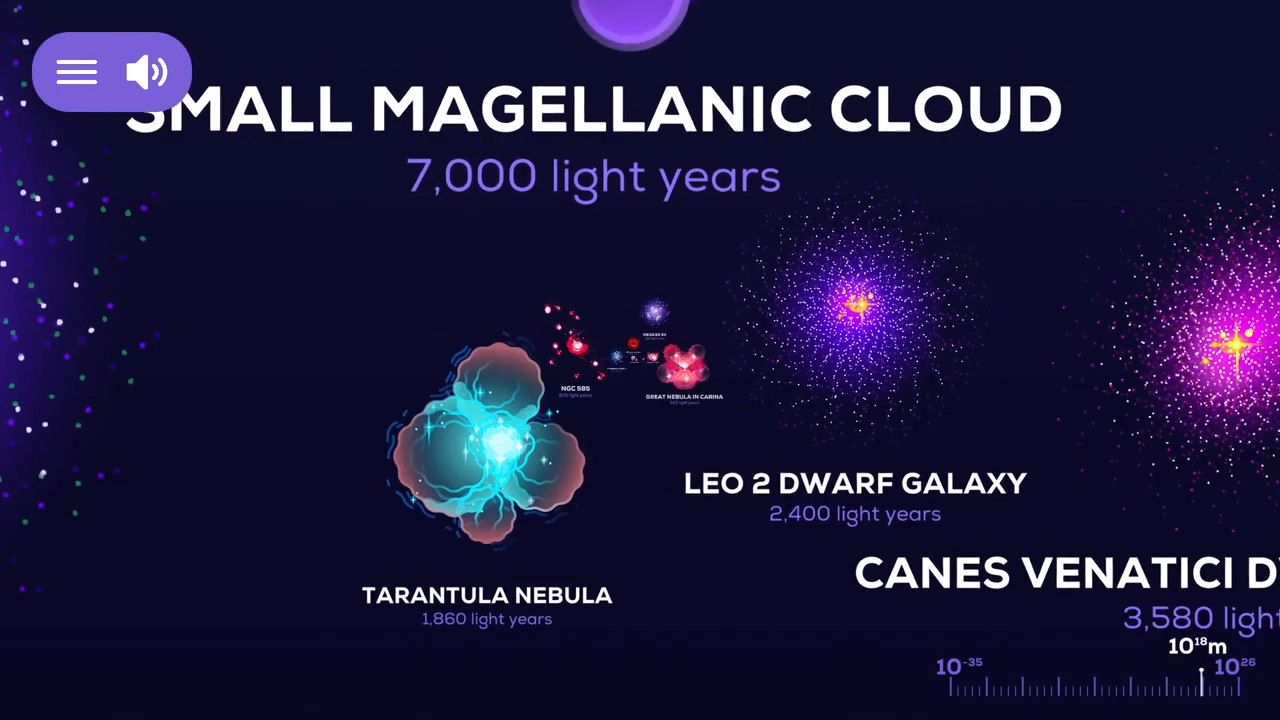 SMALL MAGELLANIC CLOUD
7,000 light years
NGC 595
GREAT NEBULA IN CARINA
LEO 2 DWARF GALAXY
2,400 light years
CANES VENATICI
3,580 light
TARANTULA NEBULA
1,860 light years
10¹⁸m
10⁻³⁵
10²⁶